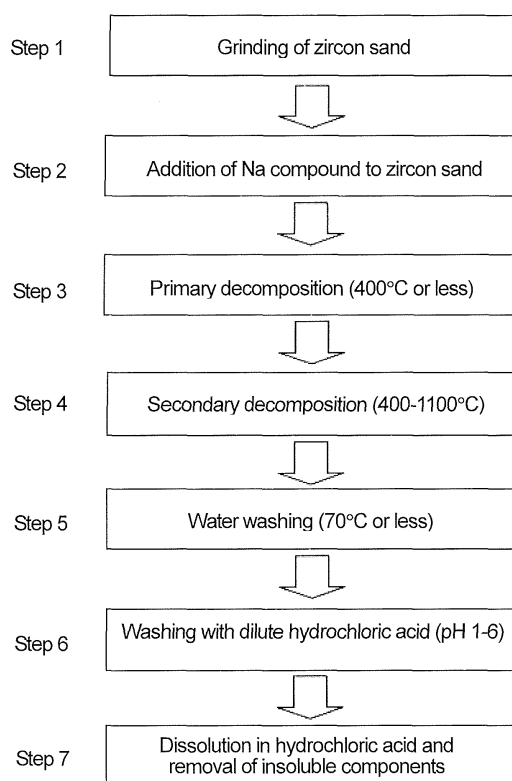 Step 1 Grinding of zircon sand
Step 2 Addition of Na compound to zircon sand
Step 3 Primary decomposition (400°C or less)
Step 4 Secondary decomposition (400-1100°C)
Step 5 Water washing (70°C or less)
Step 6 Washing with dilute hydrochloric acid (pH 1-6)
Step 7 Dissolution in hydrochloric acid and
removal of insoluble components